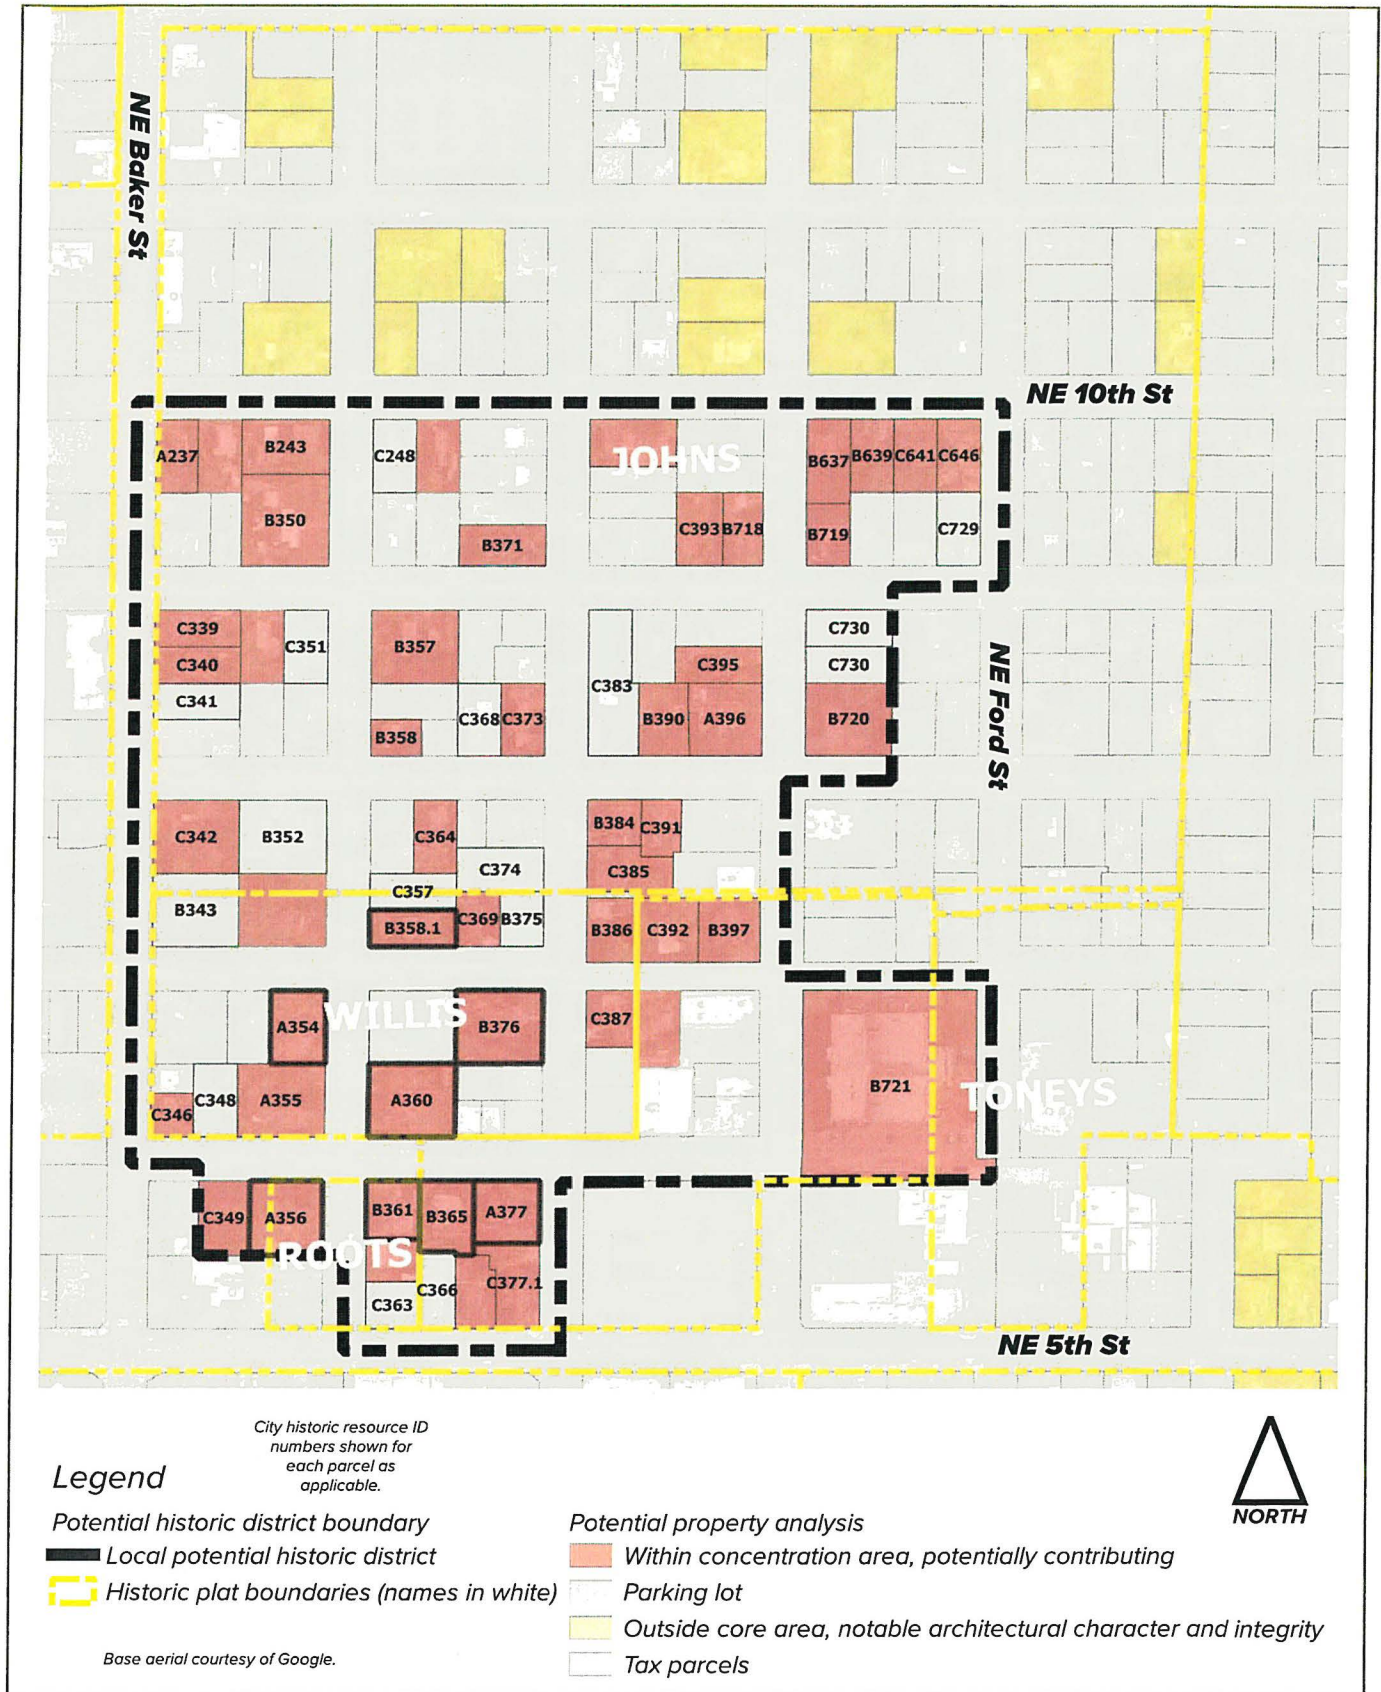 NE Baker St
NE 10th St
A237
B243
C248
JOHNS
B637
B639
C641
C646
B350
B371
C393
B718
B719
C729
C339
C340
C341
C351
B357
C383
C395
C730
C730
NE Ford St
B358
C368
C373
B390
A396
B720
C342
B352
C364
B384
C391
C374
C385
C357
B343
B358.1
C369
B375
B386
C392
B397
A354
WILLIS
B376
C387
B721
TONEYS
C346
C348
A355
A360
C349
A356
B361
B365
A377
ROOTS
C363
C366
C377.1
NE 5th St
City historic resource ID
numbers shown for
each parcel as
applicable.
Legend
NORTH
Potential historic district boundary
Local potential historic district
Historic plat boundaries (names in white)
Base aerial courtesy of Google.
Potential property analysis
Within concentration area, potentially contributing
Parking lot
Outside core area, notable architectural character and integrity
Tax parcels